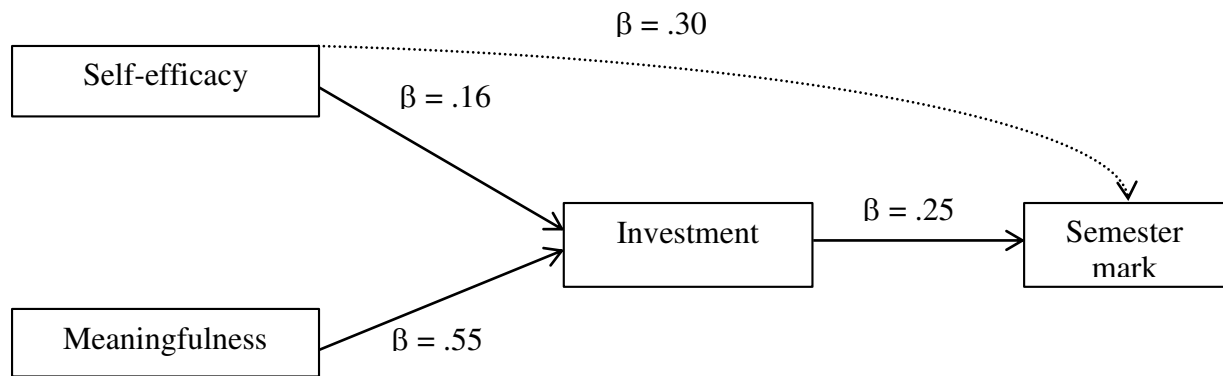 β = .30
Self-efficacy
β = .16
Investment
β = .25
Semester
mark
Meaningfulness
β = .55